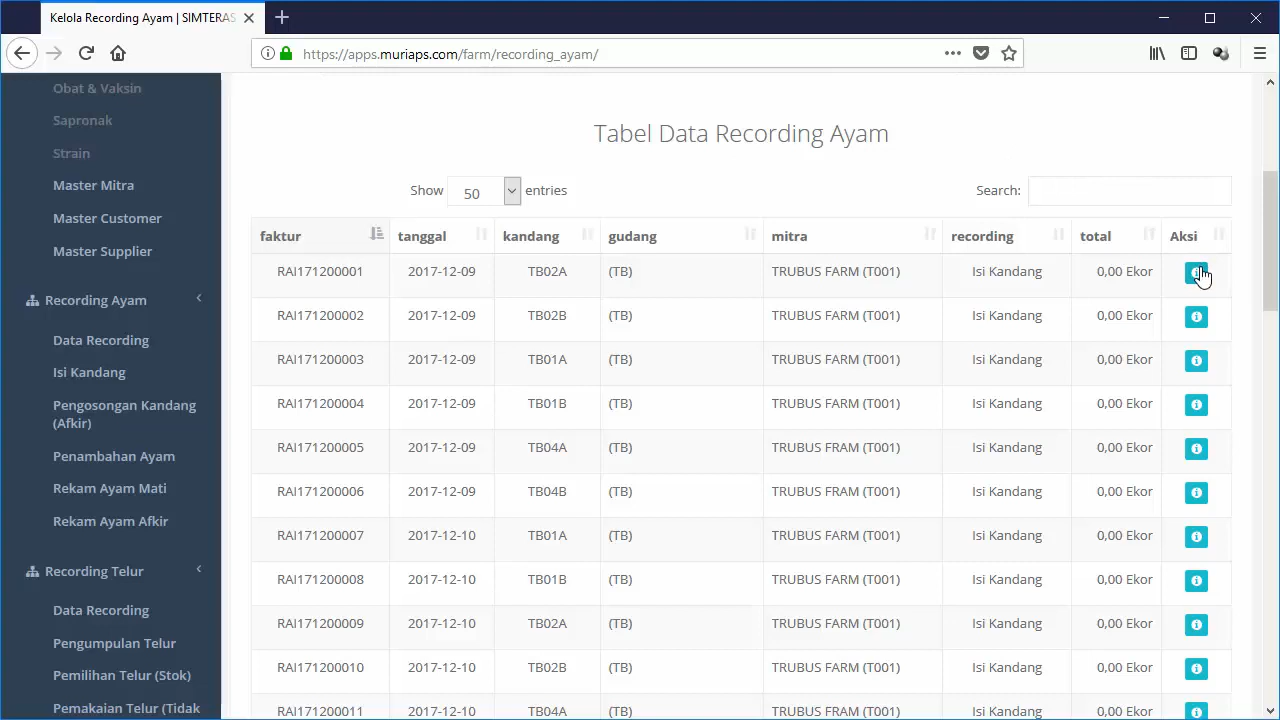 Kelola Recording Ayam | SIMTERAS
https://apps.muriaps.com/farm/recording_ayam/
Obat & Vaksin
Sapronak
Strain
Master Mitra
Master Customer
Master Supplier
Recording Ayam
Data Recording
Isi Kandang
Pengosongan Kandang
(Afkir)
Penambahan Ayam
Rekam Ayam Mati
Rekam Ayam Afkir
Recording Telur
Data Recording
Pengumpulan Telur
Pemilihan Telur (Stok)
Pemakaian Telur (Tidak
Tabel Data Recording Ayam
Show 50 entries Search:
faktur tanggal kandang gudang mitra recording total Aksi
RAI171200001 2017-12-09 TB02A (TB) TRUBUS FARM (T001) Isi Kandang 0,00 Ekor
RAI171200002 2017-12-09 TB02B (TB) TRUBUS FARM (T001) Isi Kandang 0,00 Ekor
RAI171200003 2017-12-09 TB01A (TB) TRUBUS FARM (T001) Isi Kandang 0,00 Ekor
RAI171200004 2017-12-09 TB01B (TB) TRUBUS FARM (T001) Isi Kandang 0,00 Ekor
RAI171200005 2017-12-09 TB04A (TB) TRUBUS FRAM (T001) Isi Kandang 0,00 Ekor
RAI171200006 2017-12-09 TB04B (TB) TRUBUS FRAM (T001) Isi Kandang 0,00 Ekor
RAI171200007 2017-12-10 TB01A (TB) TRUBUS FARM (T001) Isi Kandang 0,00 Ekor
RAI171200008 2017-12-10 TB01B (TB) TRUBUS FARM (T001) Isi Kandang 0,00 Ekor
RAI171200009 2017-12-10 TB02A (TB) TRUBUS FARM (T001) Isi Kandang 0,00 Ekor
RAI171200010 2017-12-10 TB02B (TB) TRUBUS FARM (T001) Isi Kandang 0,00 Ekor
RAI171200011 2017-12-10 TB04A (TB) TRUBUS FARM (T001) Isi Kandang 0,00 Ekor